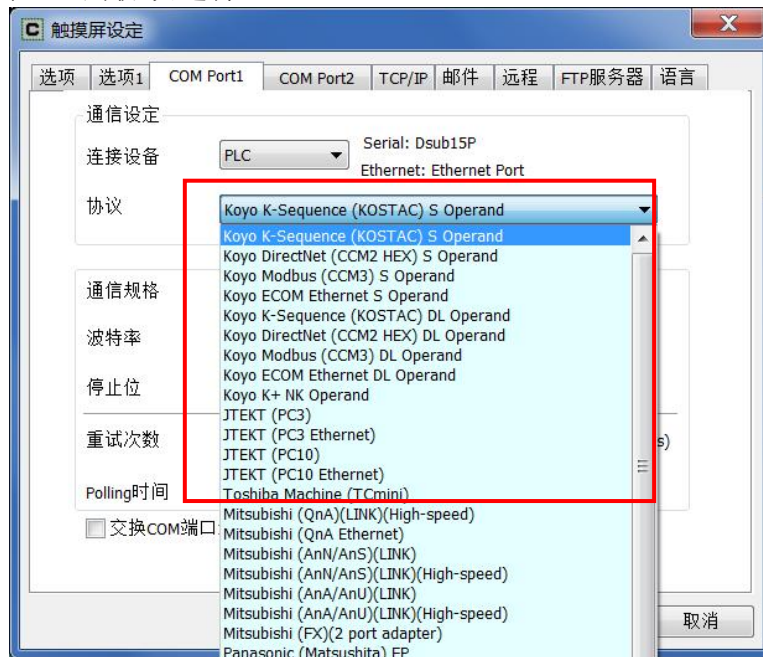 C 触摸屏设定 X
选项 选项1 COM Port1 COM Port2 TCP/IP 邮件 远程 FTP服务器 语言
通信设定
连接设备 PLC Serial: Dsub15P
Ethernet: Ethernet Port
协议 Koyo K-Sequence (KOSTAC) S Operand
Koyo K-Sequence (KOSTAC) S Operand
Koyo DirectNet (CCM2 HEX) S Operand
Koyo Modbus (CCM3) S Operand
通信规格
Koyo ECOM Ethernet S Operand
Koyo K-Sequence (KOSTAC) DL Operand
波特率
Koyo DirectNet (CCM2 HEX) DL Operand
Koyo Modbus (CCM3) DL Operand
Koyo ECOM Ethernet DL Operand
停止位
Koyo K+ NK Operand
JTEKT (PC3)
重试次数
JTEKT (PC3 Ethernet)
s)
JTEKT (PC10)
JTEKT (PC10 Ethernet)
Polling时间
Toshiba Machine (TCmini)
Mitsubishi (QnA)(LINK)(High-speed)
交换COM端口
Mitsubishi (QnA Ethernet)
Mitsubishi (AnN/AnS)(LINK)
Mitsubishi (AnN/AnS)(LINK)(High-speed)
Mitsubishi (AnA/AnU)(LINK)
Mitsubishi (AnA/AnU)(LINK)(High-speed)
取消
Mitsubishi (FX)(2 port adapter)
Panasonic (Matsushita) FP